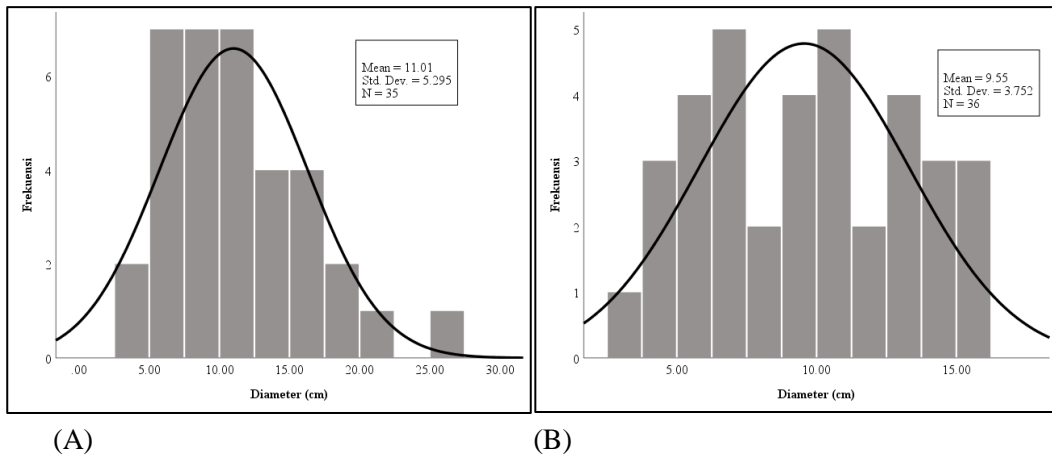 Mean = 11.01
Std. Dev. = 5.295
N = 35
Frekuensi
6
4
2
0
.00 5.00 10.00 15.00 20.00 25.00 30.00
Diameter (cm)
Mean = 9.55
Std. Dev. = 3.752
N = 36
Frekuensi
5
4
3
2
1
0
5.00 10.00 15.00
Diameter (cm)
(A) (B)